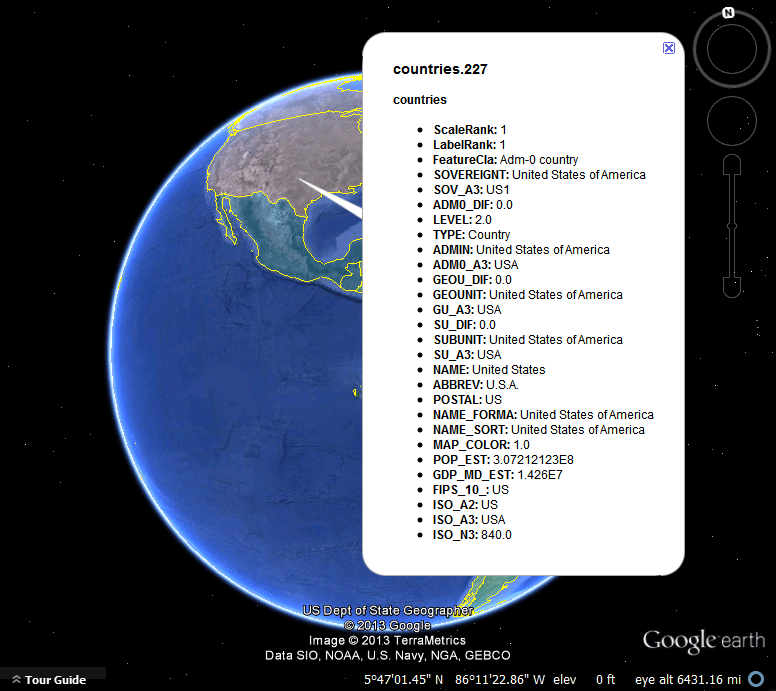 N
countries.227
countries
ScaleRank: 1
LabelRank: 1
FeatureCla: Adm-0 country
SOVEREIGNT: United States of America
SOV_A3: US1
ADM0_DIF: 0.0
LEVEL: 2.0
TYPE: Country
ADMIN: United States of America
ADM0_A3: USA
GEOU_DIF: 0.0
GEOUNIT: United States of America
GU_A3: USA
SU_DIF: 0.0
SUBUNIT: United States of America
SU_A3: USA
NAME: United States
ABBREV: U.S.A.
POSTAL: US
NAME_FORMA: United States of America
NAME_SORT: United States of America
MAP_COLOR: 1.0
POP_EST: 3.07212123E8
GDP_MD_EST: 1.426E7
FIPS_10_: US
ISO_A2: US
ISO_A3: USA
ISO_N3: 840.0
US Dept of State Geographer
© 2013 Google
Image © 2013 TerraMetrics
Data SIO, NOAA, U.S. Navy, NGA, GEBCO
Google earth
Tour Guide
5°47'01.45" N 86°11'22.86" W elev 0 ft eye alt 6431.16 mi